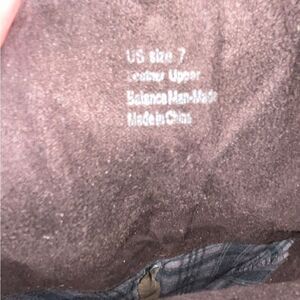 US size 7
Leather Upper
Balance Man-Made
Made in China